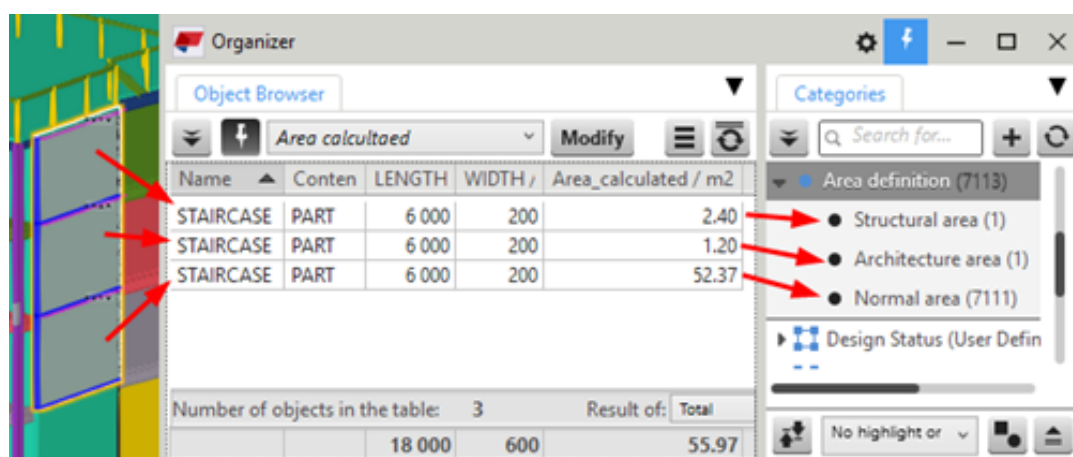 Organizer
Object Browser
Categories
Area calcultaed
Modify
Search for...
Name Conten LENGTH WIDTH / Area_calculated / m2
STAIRCASE PART 6 000 200 2.40
STAIRCASE PART 6 000 200 1.20
STAIRCASE PART 6 000 200 52.37
Number of objects in the table: 3 Result of: Total
18 000 600 55.97
Area definition (7113)
Structural area (1)
Architecture area (1)
Normal area (7111)
Design Status (User Defin
No highlight or